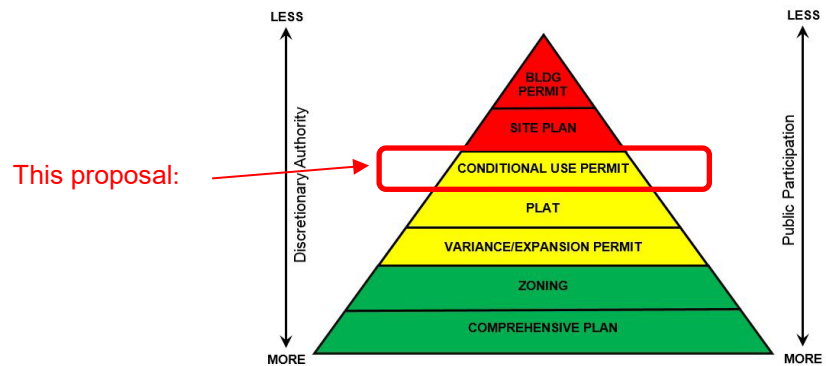 LESS
LESS
BLDG
PERMIT
SITE PLAN
This proposal:
CONDITIONAL USE PERMIT
PLAT
VARIANCE/EXPANSION PERMIT
ZONING
COMPREHENSIVE PLAN
Discretionary Authority
Public Participation
MORE
MORE